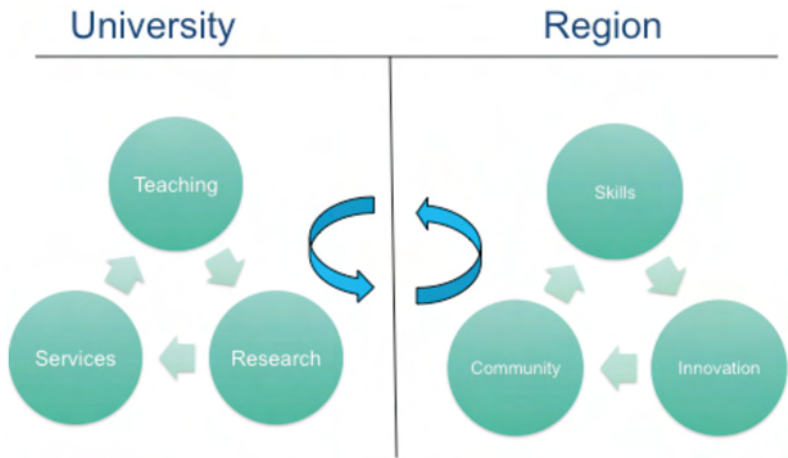 University
Region
Teaching
Services
Research
Skills
Community
Innovation